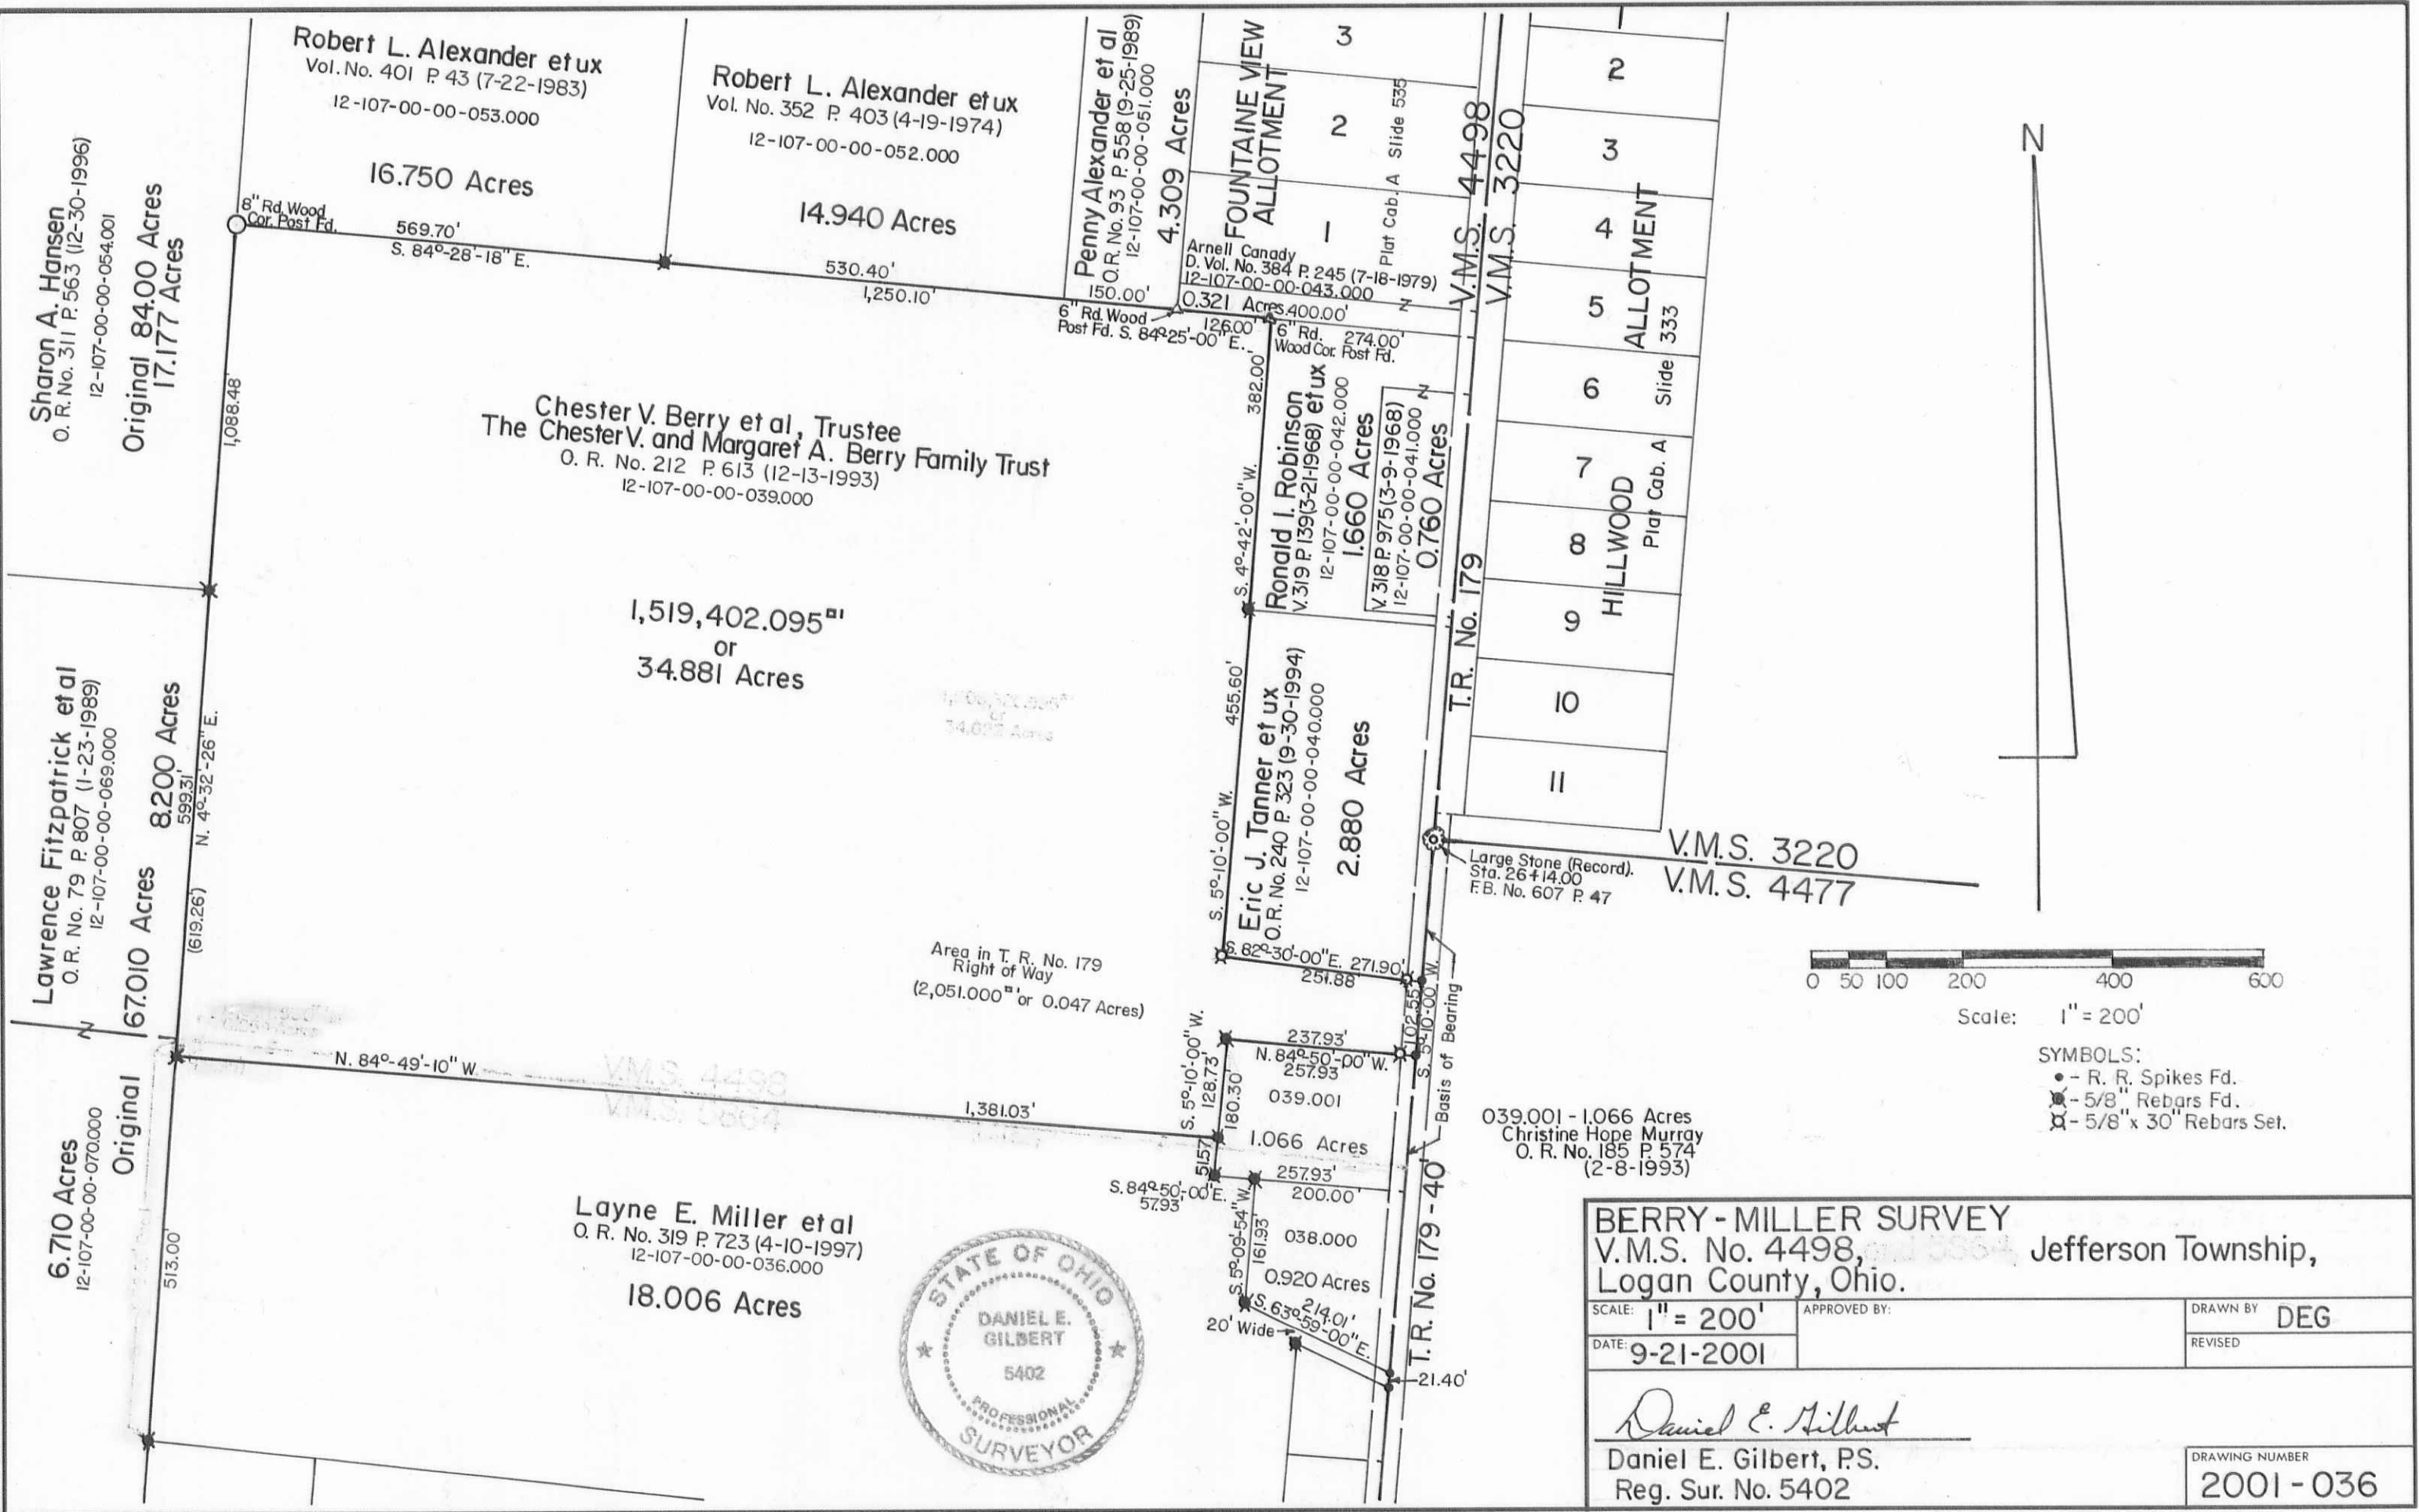 Robert L. Alexander et ux
Vol. No. 401 P. 43 (7-22-1983)
12-107-00-00-053.000
16.750 Acres
Robert L. Alexander et ux
Vol. No. 352 P. 403 (4-19-1974)
12-107-00-00-052.000
14.940 Acres
Penny Alexander et al
O. R. No. 93 P. 558 (9-25-1989)
12-107-00-00-051.000
4.309 Acres
FOUNTAINE VIEW
ALLOTMENT
3
2
1
Plat Cab. A Slide 535
V.M.S. 4498
V.M.S. 3220
1
2
3
4
5
6
7
8
9
10
11
HILLWOOD ALLOTMENT
Plat Cab. A Slide 333
N
Sharon A. Hansen
O. R. No. 311 P. 563 (12-30-1996)
12-107-00-00-054.001
Original 84.00 Acres
17.177 Acres
8" Rd. Wood
Cor. Post Fd.
569.70'
S. 84°-28'-18" E.
530.40'
1,250.10'
150.00'
Arnell Canady
D. Vol. No. 384 P. 245 (7-18-1979)
12-107-00-00-043.000
0.321 Acres
400.00'
6" Rd. Wood
Post Fd.
S. 84°-25'-00" E.
126.00'
6" Rd.
Wood Cor. Post Fd.
274.00'
1,088.48'
Chester V. Berry et al, Trustee
The Chester V. and Margaret A. Berry Family Trust
O. R. No. 212 P. 613 (12-13-1993)
12-107-00-00-039.000
1,519,402.095
or
34.881 Acres
382.00'
S. 4°-42'-00" W.
Ronald I. Robinson et ux
V. 319 P. 139 (3-21-1968)
12-107-00-00-042.000
1.660 Acres
V. 318 P. 975 (3-9-1968)
12-107-00-00-041.000
0.760 Acres
T.R. No. 179
Lawrence Fitzpatrick et al
O. R. No. 79 P. 807 (1-23-1989)
12-107-00-00-069.000
8.200 Acres
599.31'
N. 4°-32'-26" E.
(619.26')
Original 67.010 Acres
455.60'
S. 5°-10'-00" W.
Eric J. Tanner et ux
O. R. No. 240 P. 323 (9-30-1994)
12-107-00-00-040.000
2.880 Acres
Large Stone (Record).
Sta. 26+14.00
F.B. No. 607 P. 47
V.M.S. 3220
V.M.S. 4477
Area in T. R. No. 179
Right of Way
(2,051.000 or 0.047 Acres)
S. 82°-30'-00" E. 271.90'
251.88'
102.55'
S. 5°-10'-00" W.
Basis of Bearing
0 50 100 200 400 600
Scale: 1" = 200'
SYMBOLS:
- R. R. Spikes Fd.
- 5/8" Rebars Fd.
- 5/8" x 30" Rebars Set.
N. 84°-49'-10" W.
1,381.03'
V.M.S. 4498
V.M.S. 5864
S. 5°-10'-00" W.
128.73'
180.30'
51.57'
237.93'
N. 84°-50'-00" W.
257.93'
039.001
1.066 Acres
039.001 - 1.066 Acres
Christine Hope Murray
O. R. No. 185 P. 574
(2-8-1993)
S. 84°-50'-00" E.
57.93'
257.93'
200.00'
S. 5°-09'-54" W.
161.93'
038.000
0.920 Acres
214.01'
S. 63°-59'-00" E.
20' Wide
21.40'
T. R. No. 179 - 40'
6.710 Acres
12-107-00-00-070.000
513.00'
Layne E. Miller et al
O. R. No. 319 P. 723 (4-10-1997)
12-107-00-00-036.000
18.006 Acres
STATE OF OHIO
DANIEL E.
GILBERT
5402
PROFESSIONAL
SURVEYOR
BERRY - MILLER SURVEY
V.M.S. No. 4498, and 5864, Jefferson Township,
Logan County, Ohio.
SCALE: 1" = 200'
APPROVED BY:
DRAWN BY DEG
DATE: 9-21-2001
REVISED
Daniel E. Gilbert
Daniel E. Gilbert, P.S.
Reg. Sur. No. 5402
DRAWING NUMBER
2001-036